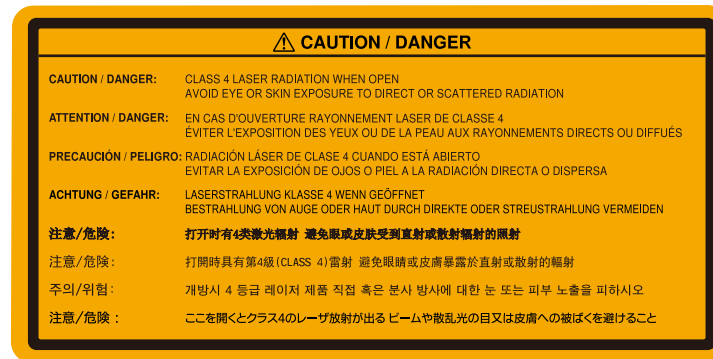 ⚠ CAUTION / DANGER
CAUTION / DANGER: CLASS 4 LASER RADIATION WHEN OPEN
AVOID EYE OR SKIN EXPOSURE TO DIRECT OR SCATTERED RADIATION
ATTENTION / DANGER: EN CAS D'OUVERTURE RAYONNEMENT LASER DE CLASSE 4
ÉVITER L'EXPOSITION DES YEUX OU DE LA PEAU AUX RAYONNEMENTS DIRECTS OU DIFFUÉS
PRECAUCIÓN / PELIGRO: RADIACIÓN LÁSER DE CLASE 4 CUANDO ESTÁ ABIERTO
EVITAR LA EXPOSICIÓN DE OJOS O PIEL A LA RADIACIÓN DIRECTA O DISPERSA
ACHTUNG / GEFAHR: LASERSTRAHLUNG KLASSE 4 WENN GEÖFFNET
BESTRAHLUNG VON AUGE ODER HAUT DURCH DIREKTE ODER STREUSTRAHLUNG VERMEIDEN
注意/危险: 打开时有4类激光辐射 避免眼或皮肤受到直射或散射辐射的照射
注意/危険: 打開時具有第4級(CLASS 4)雷射 避免眼睛或皮膚暴露於直射或散射的輻射
주의/위험: 개방시 4 등급 레이저 제품 직접 혹은 분사 방사에 대한 눈 또는 피부 노출을 피하시오
注意/危険 : ここを開くとクラス4のレーザ放射が出る ビームや散乱光の目又は皮膚への被ばくを避けること